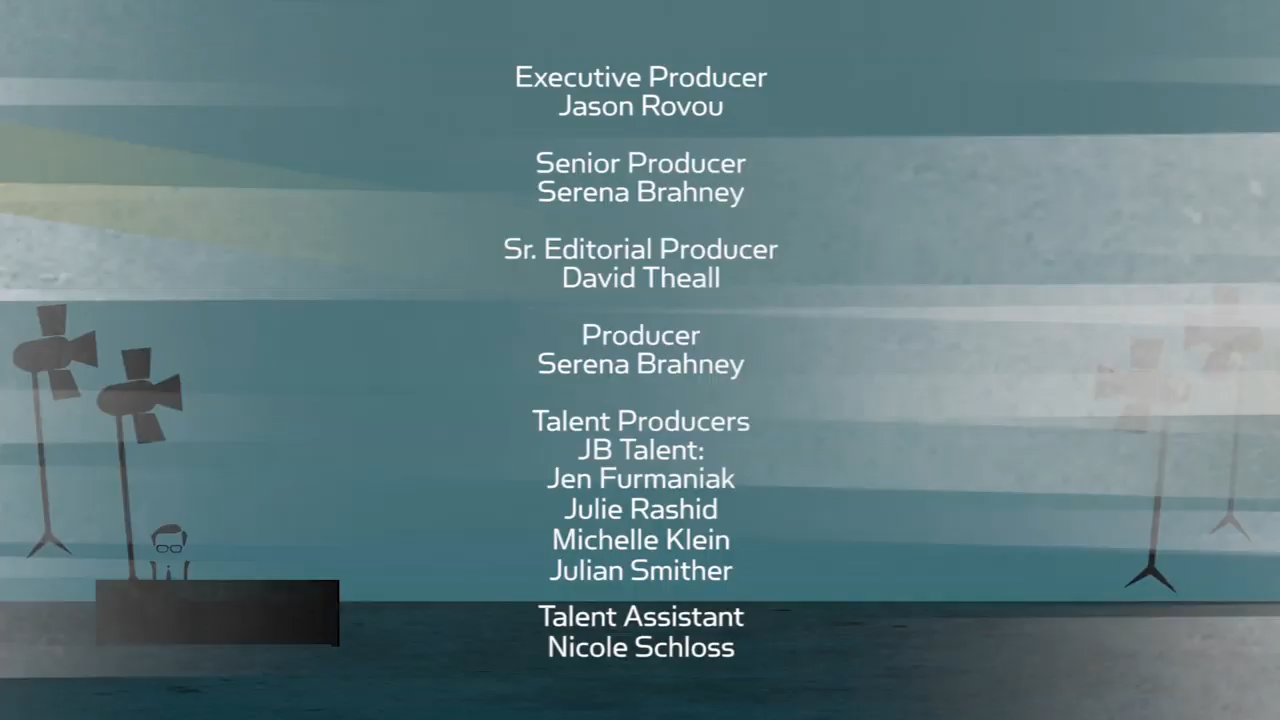 Executive Producer
Jason Rovou
Senior Producer
Serena Brahney
Sr. Editorial Producer
David Theall
Producer
Serena Brahney
Talent Producers
JB Talent:
Jen Furmaniak
Julie Rashid
Michelle Klein
Julian Smither
Talent Assistant
Nicole Schloss